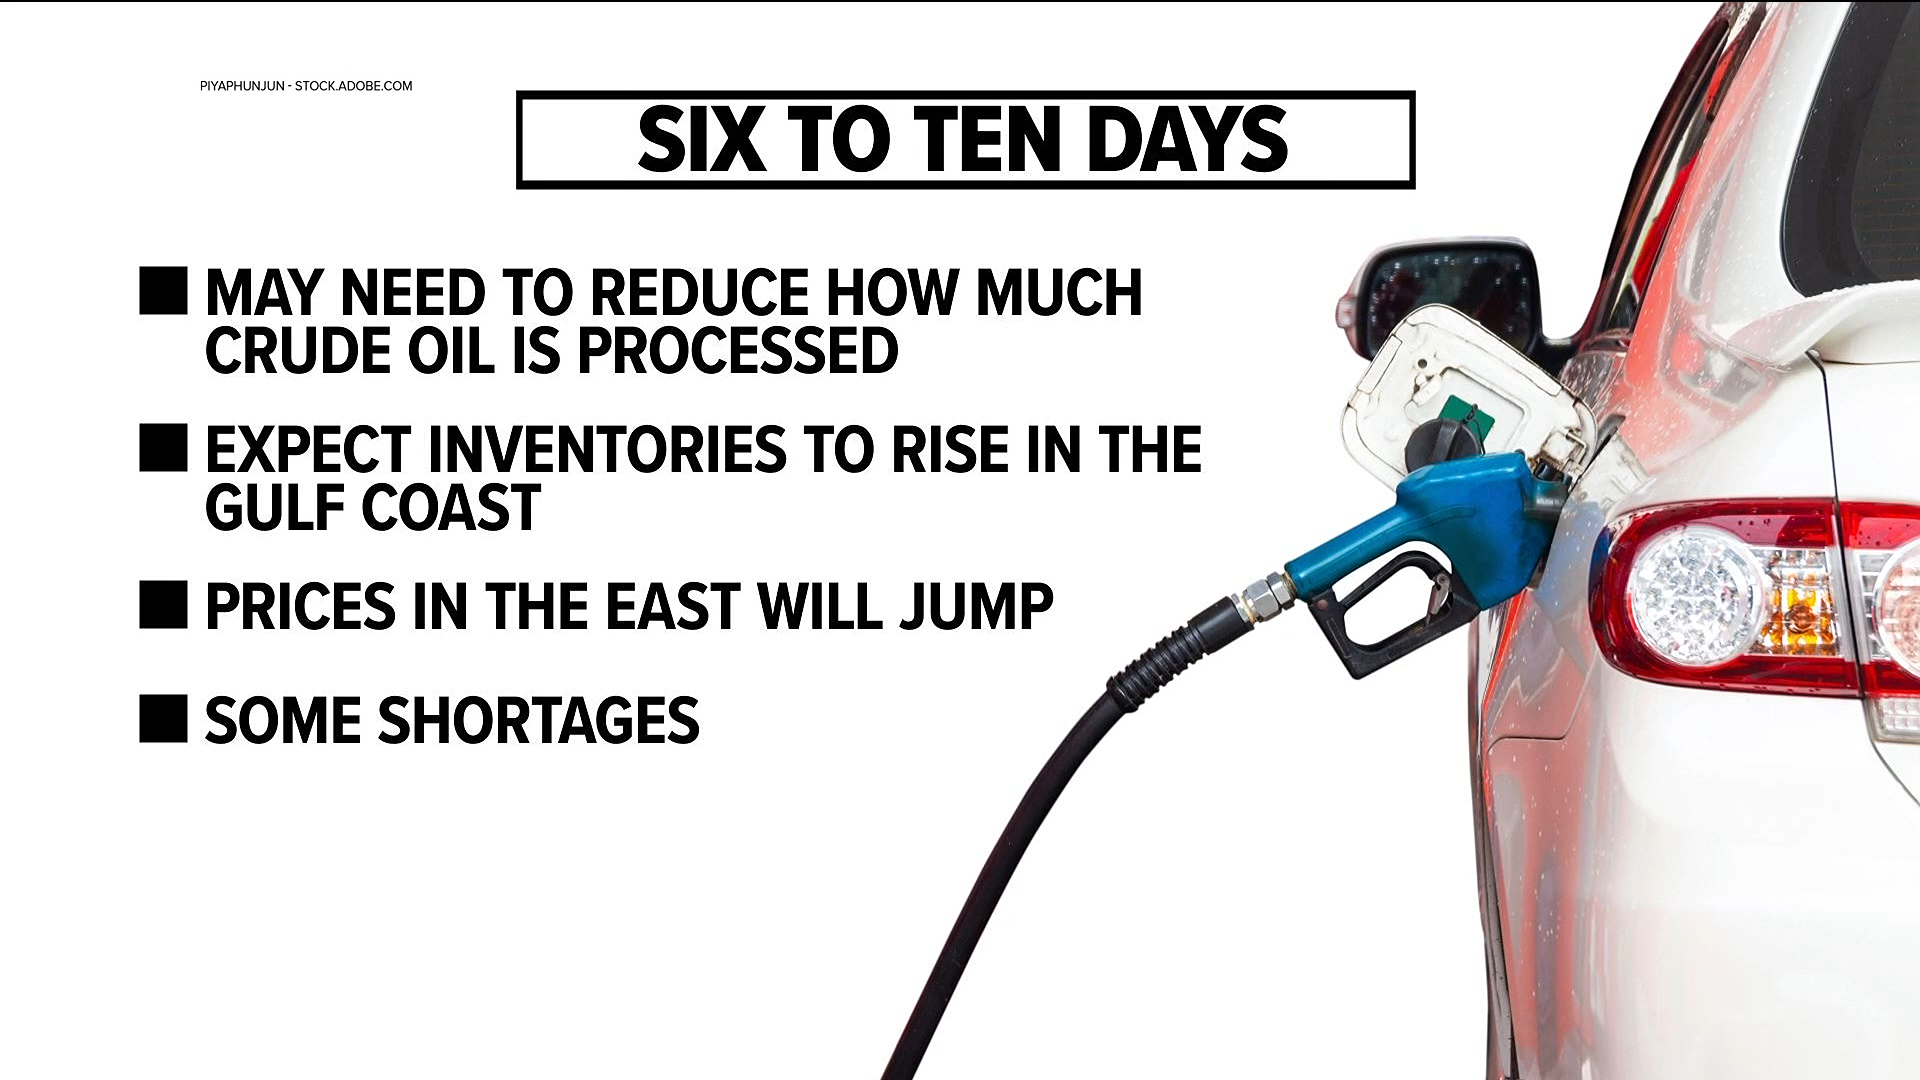 PIYAPHUNJUN - STOCK.ADOBE.COM
SIX TO TEN DAYS
MAY NEED TO REDUCE HOW MUCH
CRUDE OIL IS PROCESSED
EXPECT INVENTORIES TO RISE IN THE
GULF COAST
PRICES IN THE EAST WILL JUMP
SOME SHORTAGES